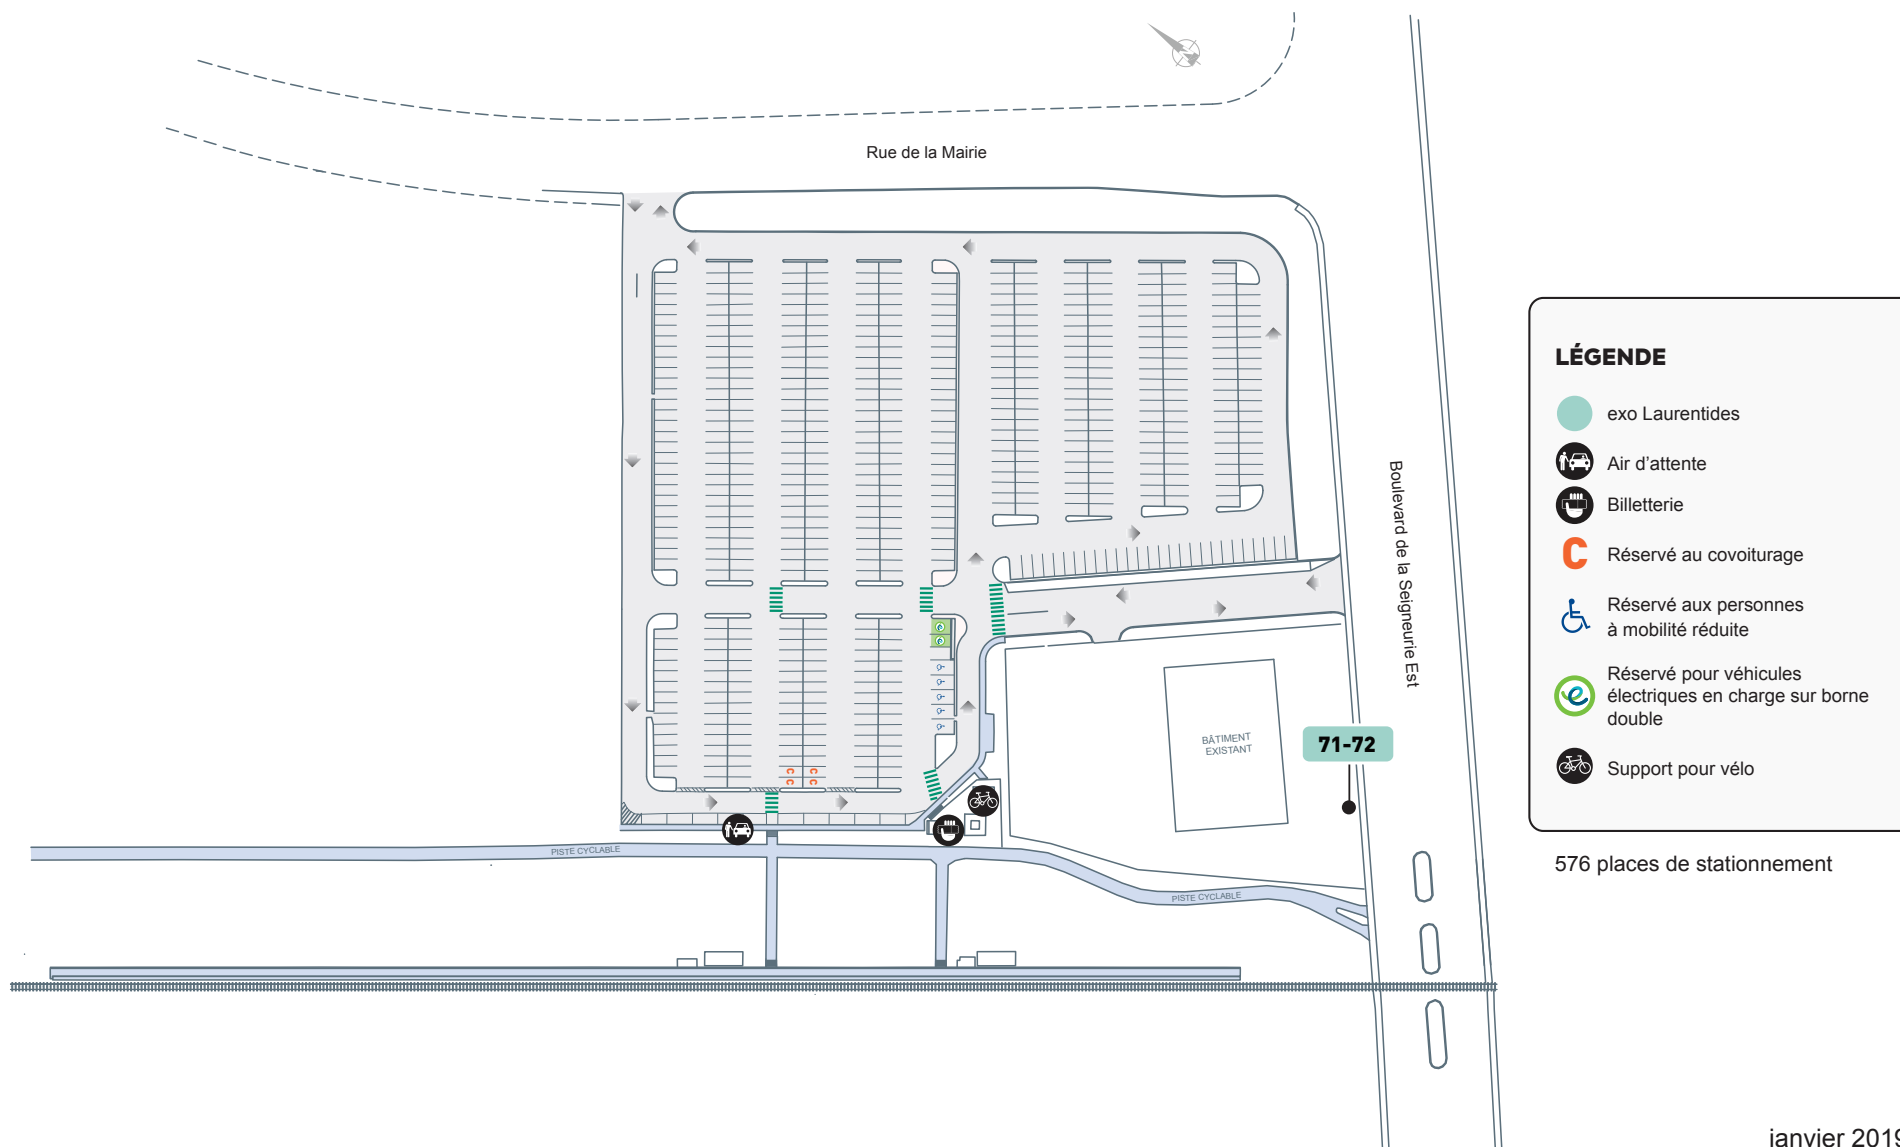 Rue de la Mairie
Boulevard de la Seigneurie Est
LÉGENDE
exo Laurentides
Air d'attente
Billetterie
C Réservé au covoiturage
Réservé aux personnes
à mobilité réduite
Réservé pour véhicules
électriques en charge sur borne
double
Support pour vélo
576 places de stationnement
BÂTIMENT
EXISTANT
71-72
C C
C C
PISTE CYCLABLE
PISTE CYCLABLE
janvier 2019